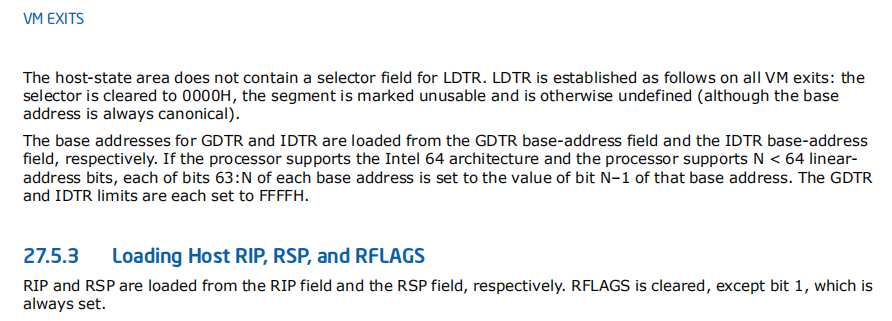 VM EXITS
The host-state area does not contain a selector field for LDTR. LDTR is established as follows on all VM exits: the
selector is cleared to 0000H, the segment is marked unusable and is otherwise undefined (although the base
address is always canonical).
The base addresses for GDTR and IDTR are loaded from the GDTR base-address field and the IDTR base-address
field, respectively. If the processor supports the Intel 64 architecture and the processor supports N < 64 linear-
address bits, each of bits 63:N of each base address is set to the value of bit N–1 of that base address. The GDTR
and IDTR limits are each set to FFFFH.
27.5.3 Loading Host RIP, RSP, and RFLAGS
RIP and RSP are loaded from the RIP field and the RSP field, respectively. RFLAGS is cleared, except bit 1, which is
always set.